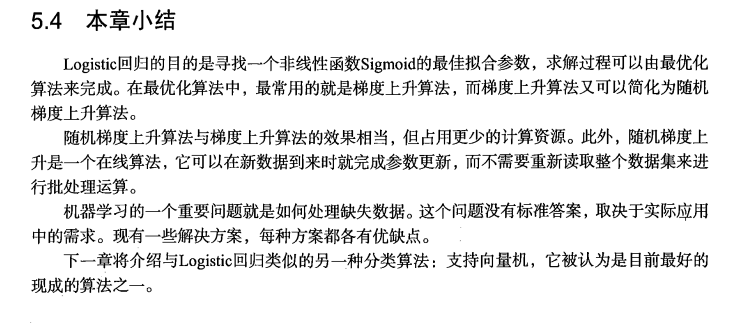 5.4 本章小结
Logistic回归的目的是寻找一个非线性函数Sigmoid的最佳拟合参数，求解过程可以由最优化
算法来完成。在最优化算法中，最常用的就是梯度上升算法，而梯度上升算法又可以简化为随机
梯度上升算法。
随机梯度上升算法与梯度上升算法的效果相当，但占用更少的计算资源。此外，随机梯度上
升是一个在线算法，它可以在新数据到来时就完成参数更新，而不需要重新读取整个数据集来进
行批处理运算。
机器学习的一个重要问题就是如何处理缺失数据。这个问题没有标准答案，取决于实际应用
中的需求。现有一些解决方案，每种方案都各有优缺点。
下一章将介绍与Logistic回归类似的另一种分类算法：支持向量机，它被认为是目前最好的
现成的算法之一。